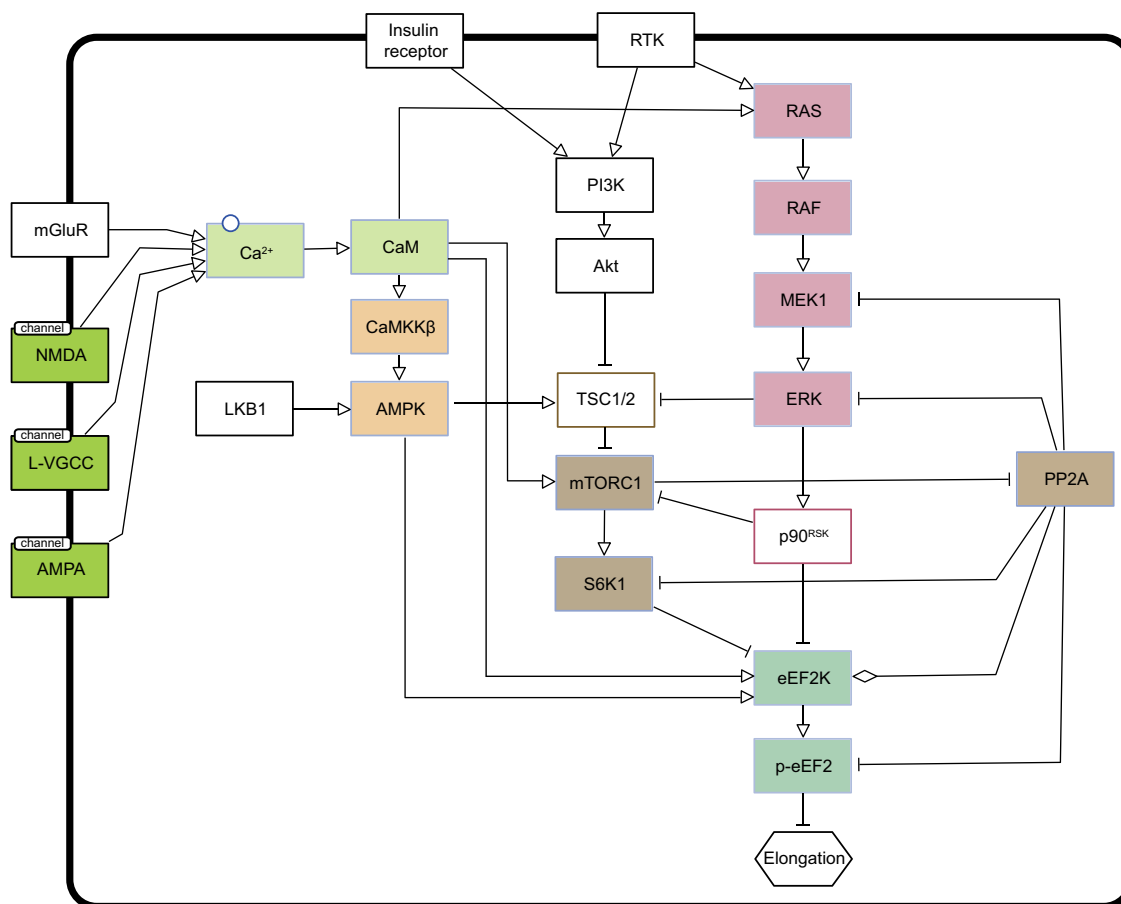 Insulin
receptor
RTK
RAS
PI3K
RAF
mGluR
Ca²⁺
CaM
Akt
MEK1
channel
NMDA
CaMKKβ
LKB1
AMPK
TSC1/2
ERK
channel
L-VGCC
mTORC1
PP2A
p90ᴿˢᴷ
channel
AMPA
S6K1
eEF2K
p-eEF2
Elongation